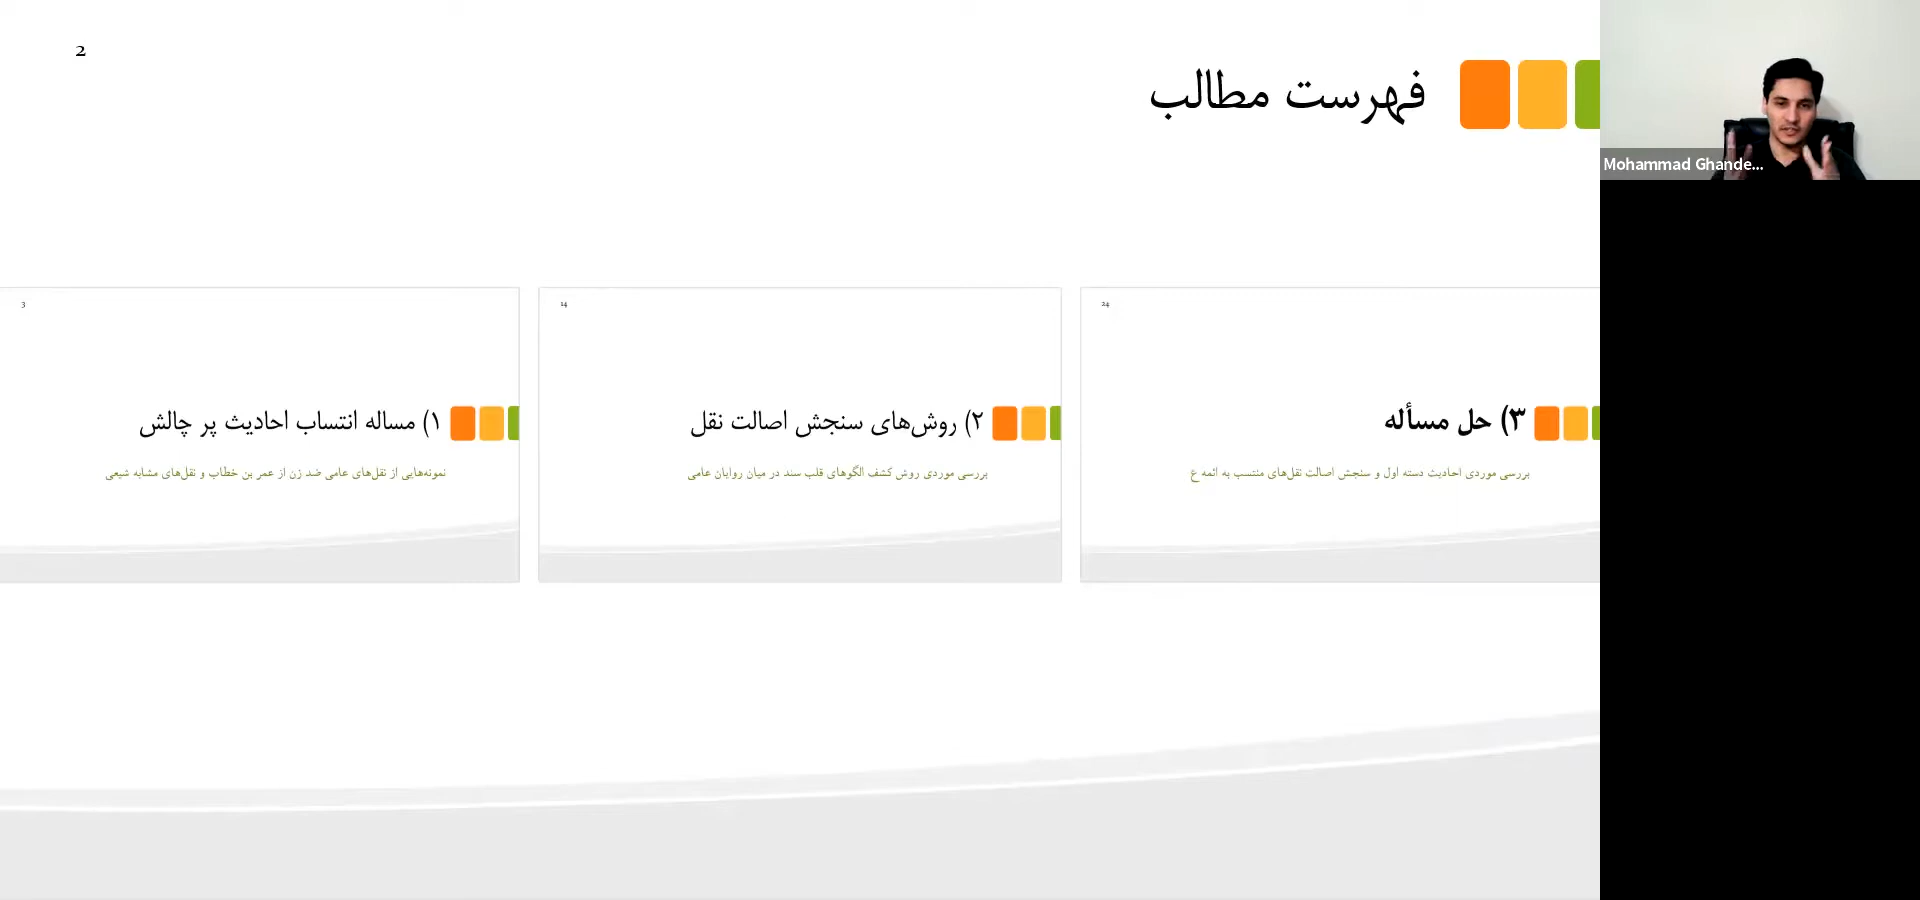 2
فهرست مطالب
Mohammad Ghande...
3
۱) مساله انتساب احادیث پر چالش
نمونه‌هایی از نقل‌های عامی ضد زن از عمر بن خطاب و نقل‌های مشابه شیعی
14
۲) روش‌های سنجش اصالت نقل
بررسی موردی روش کشف الگوهای قلب سند در میان روایان عامی
24
۳) حل مسأله
بررسی موردی احادیث دسته اول و سنجش اصالت نقل‌های منتسب به ائمه ع